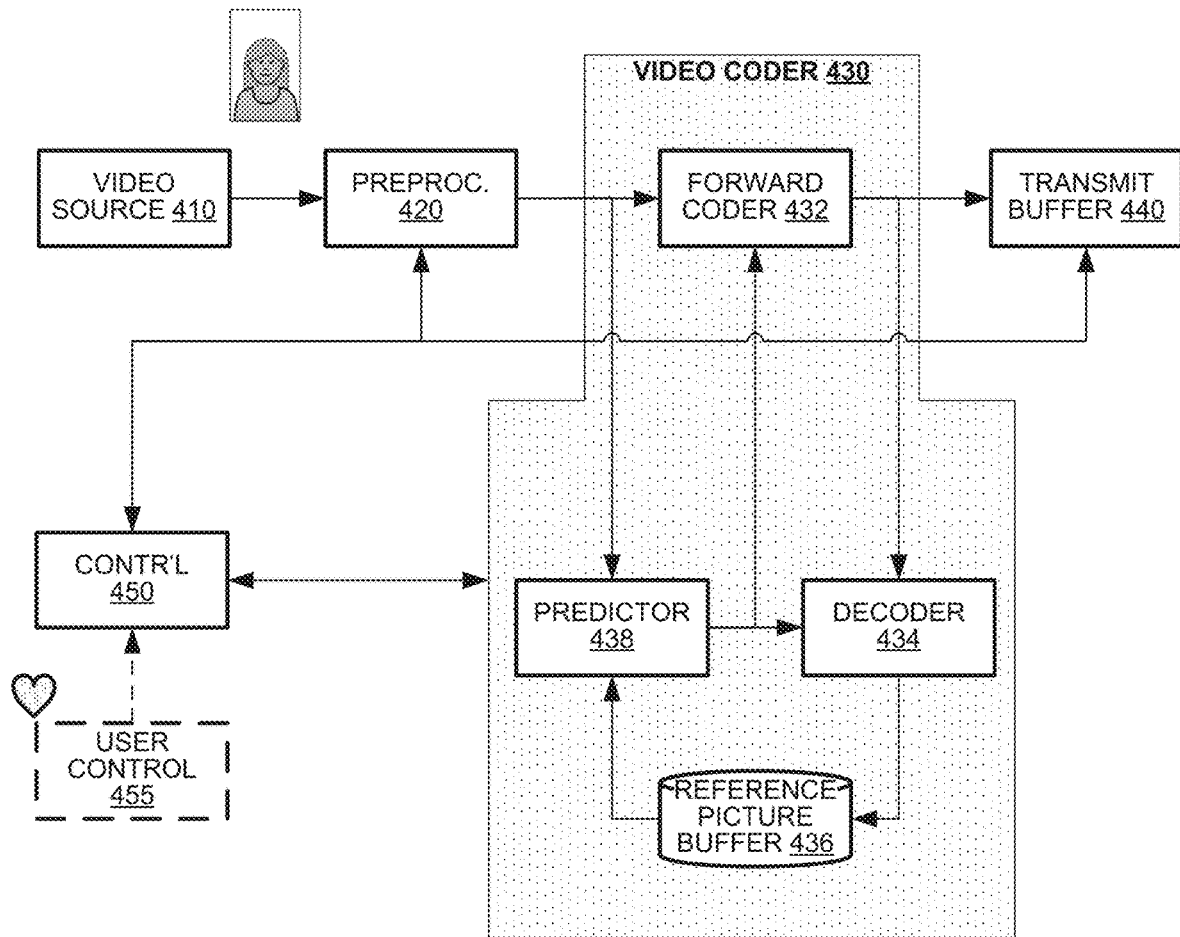 VIDEO CODER 430
VIDEO
SOURCE 410
PREPROC.
420
FORWARD
CODER 432
TRANSMIT
BUFFER 440
CONTR'L
450
PREDICTOR
438
DECODER
434
USER
CONTROL
455
REFERENCE
PICTURE
BUFFER 436